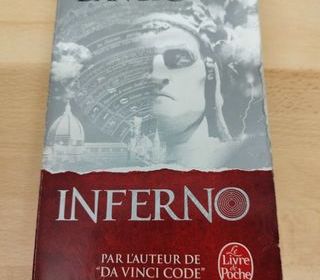 INFERNO
PAR L'AUTEUR DE
"DA VINCI CODE"
Le
Livre
de
Poche